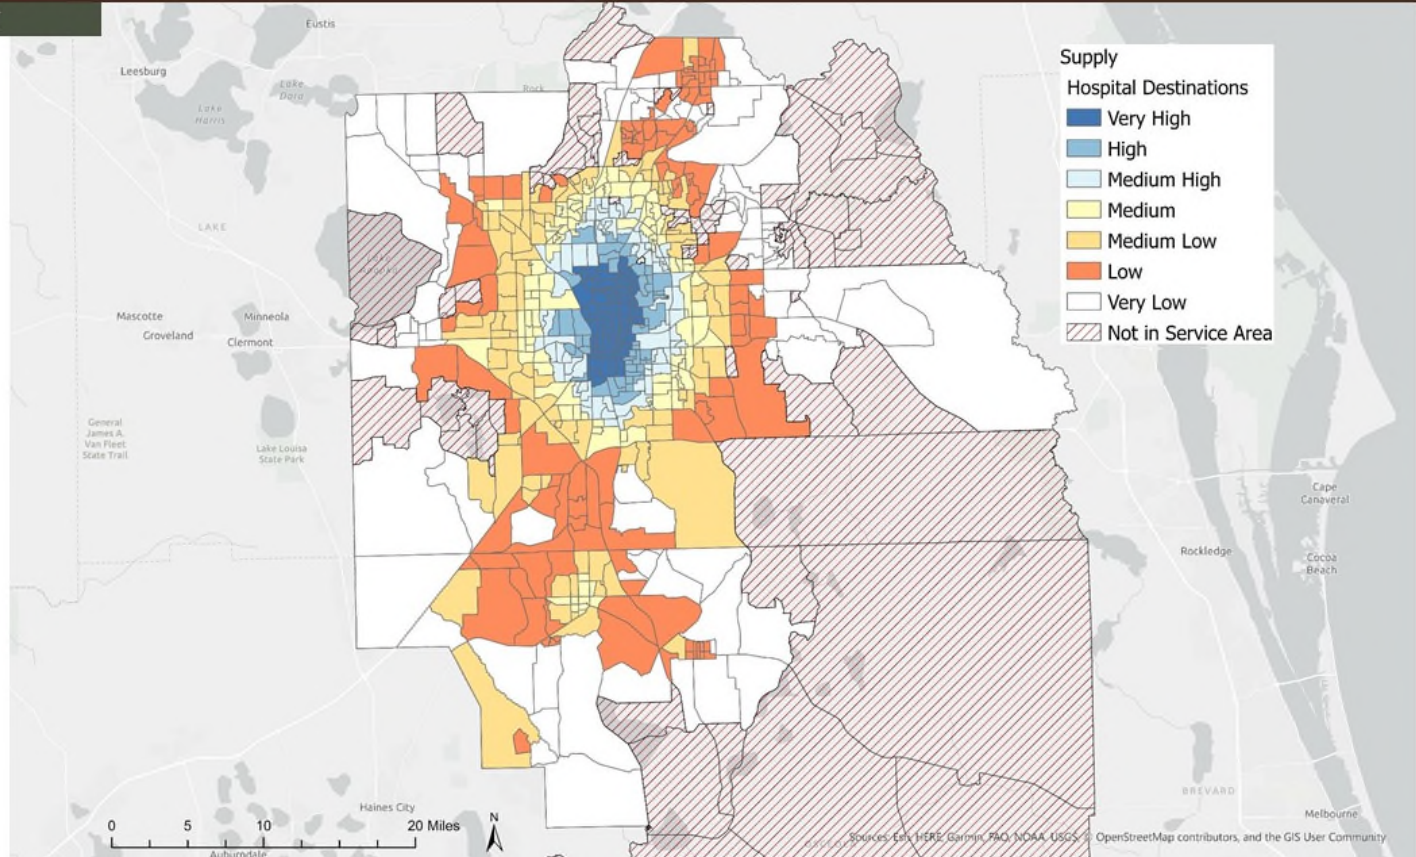 Eustis
Leesburg
Lake
Dora
Lake
Harris
Rock
LAKE
Lake
Apopka
Mascotte
Groveland
Minneola
Clermont
General
James A.
Van Fleet
State Trail
Lake Louisa
State Park
Supply
Hospital Destinations
Very High
High
Medium High
Medium
Medium Low
Low
Very Low
Not in Service Area
Cape
Canaveral
Rockledge
Cocoa
Beach
BREVARD
Melbourne
Haines City
Auburndale
0 5 10 20 Miles
N
Sources: Esri, HERE, Garmin, FAO, NOAA, USGS, © OpenStreetMap contributors, and the GIS User Community